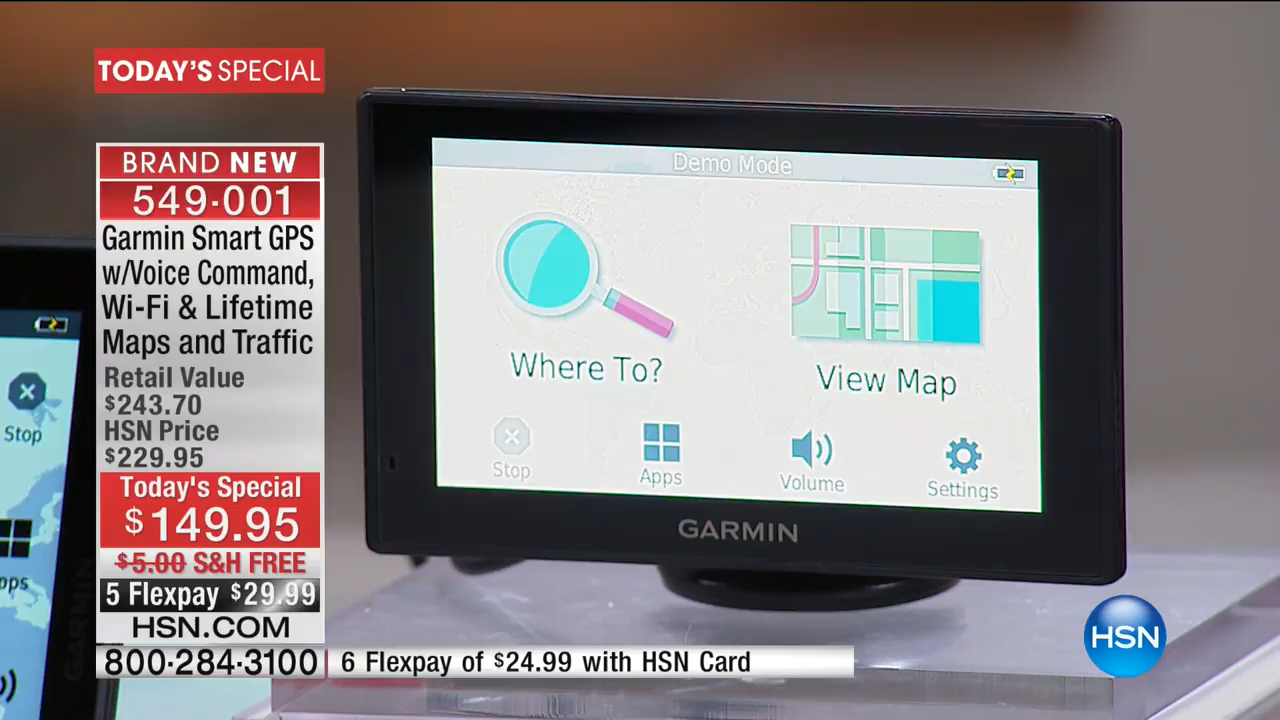 TODAY'S SPECIAL
BRAND NEW
549-001
Garmin Smart GPS
w/Voice Command,
Wi-Fi & Lifetime
Maps and Traffic
Retail Value
$243.70
HSN Price
$229.95
Today's Special
$149.95
$5.00 S&H FREE
5 Flexpay $29.99
HSN.COM
800-284-3100
6 Flexpay of $24.99 with HSN Card
Demo Mode
Where To?
View Map
Stop
Apps
Volume
Settings
GARMIN
HSN
Stop
pps
GARMIN